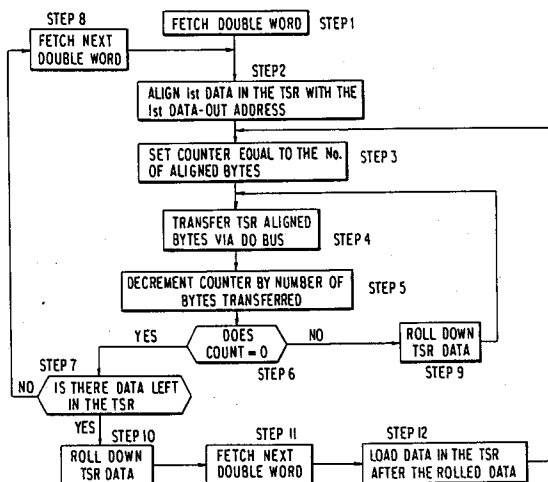 STEP 8
FETCH NEXT
DOUBLE WORD
FETCH DOUBLE WORD
STEP 1
STEP 2
ALIGN 1st DATA IN THE TSR WITH THE
1st DATA-OUT ADDRESS
SET COUNTER EQUAL TO THE No.
OF ALIGNED BYTES
STEP 3
TRANSFER TSR ALIGNED
BYTES VIA DO BUS
STEP 4
DECREMENT COUNTER BY NUMBER OF
BYTES TRANSFERRED
STEP 5
YES
DOES
COUNT = 0
NO
STEP 6
ROLL DOWN
TSR DATA
STEP 9
STEP 7
NO
IS THERE DATA LEFT
IN THE TSR
YES
STEP 10
ROLL DOWN
TSR DATA
STEP 11
FETCH NEXT
DOUBLE WORD
STEP 12
LOAD DATA IN THE TSR
AFTER THE ROLLED DATA